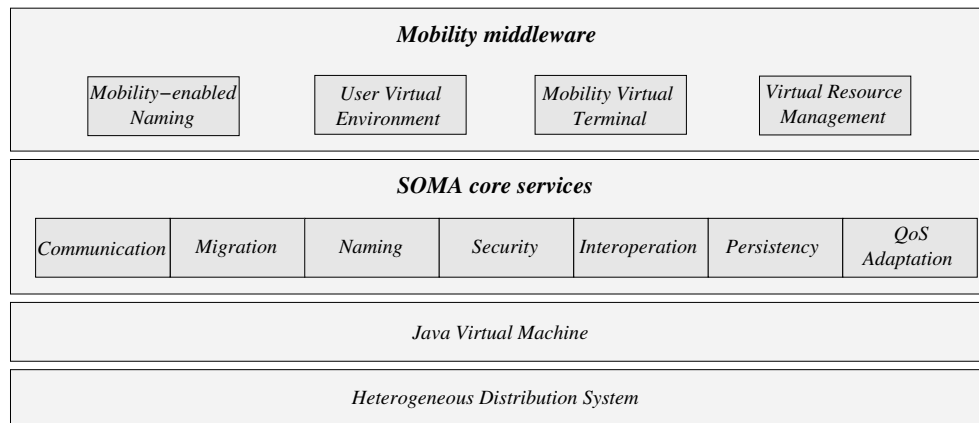 Mobility middleware
Mobility−enabled
Naming
User Virtual
Environment
Mobility Virtual
Terminal
Virtual Resource
Management
SOMA core services
Communication
Migration
Naming
Security
Interoperation
Persistency
QoS
Adaptation
Java Virtual Machine
Heterogeneous Distribution System